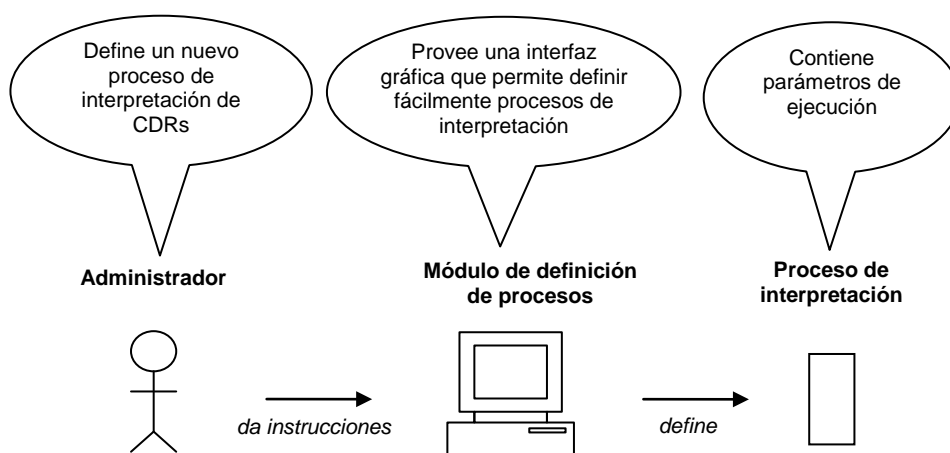 Define un nuevo
proceso de
interpretación de
CDRs
Provee una interfaz
gráfica que permite definir
fácilmente procesos de
interpretación
Contiene
parámetros de
ejecución
Administrador
Módulo de definición
de procesos
Proceso de
interpretación
da instrucciones
define